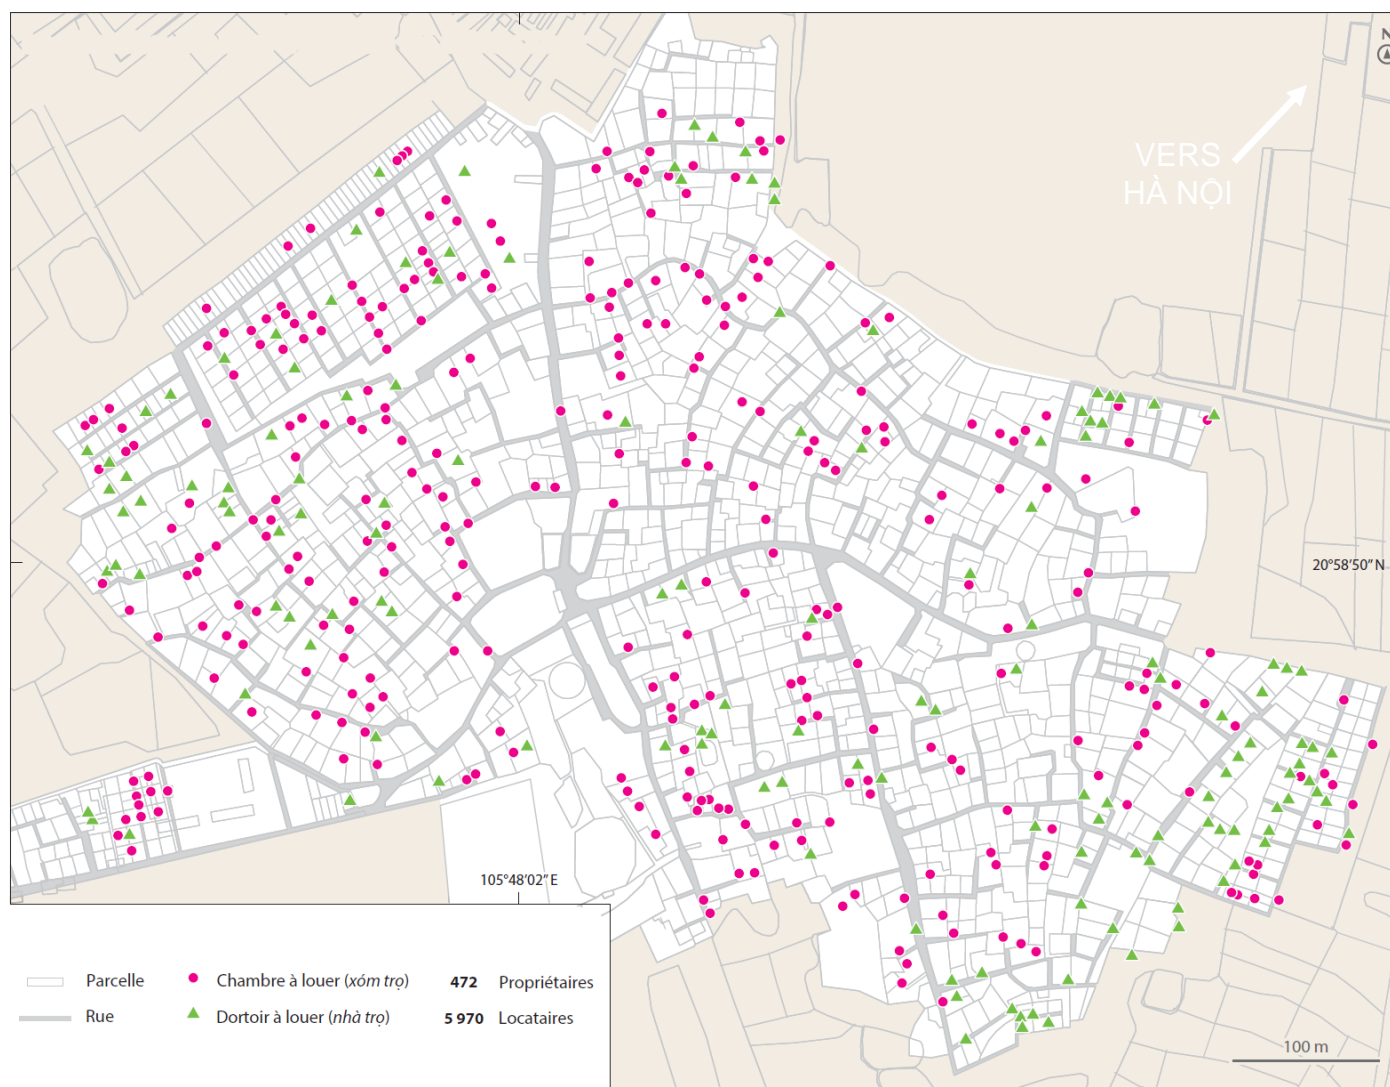 N
VERS
HÀ NỘI
20°58’50” N
105°48’02” E
Parcelle
Chambre à louer (xóm trọ)
472 Propriétaires
Rue
Dortoir à louer (nhà trọ)
5 970 Locataires
100 m